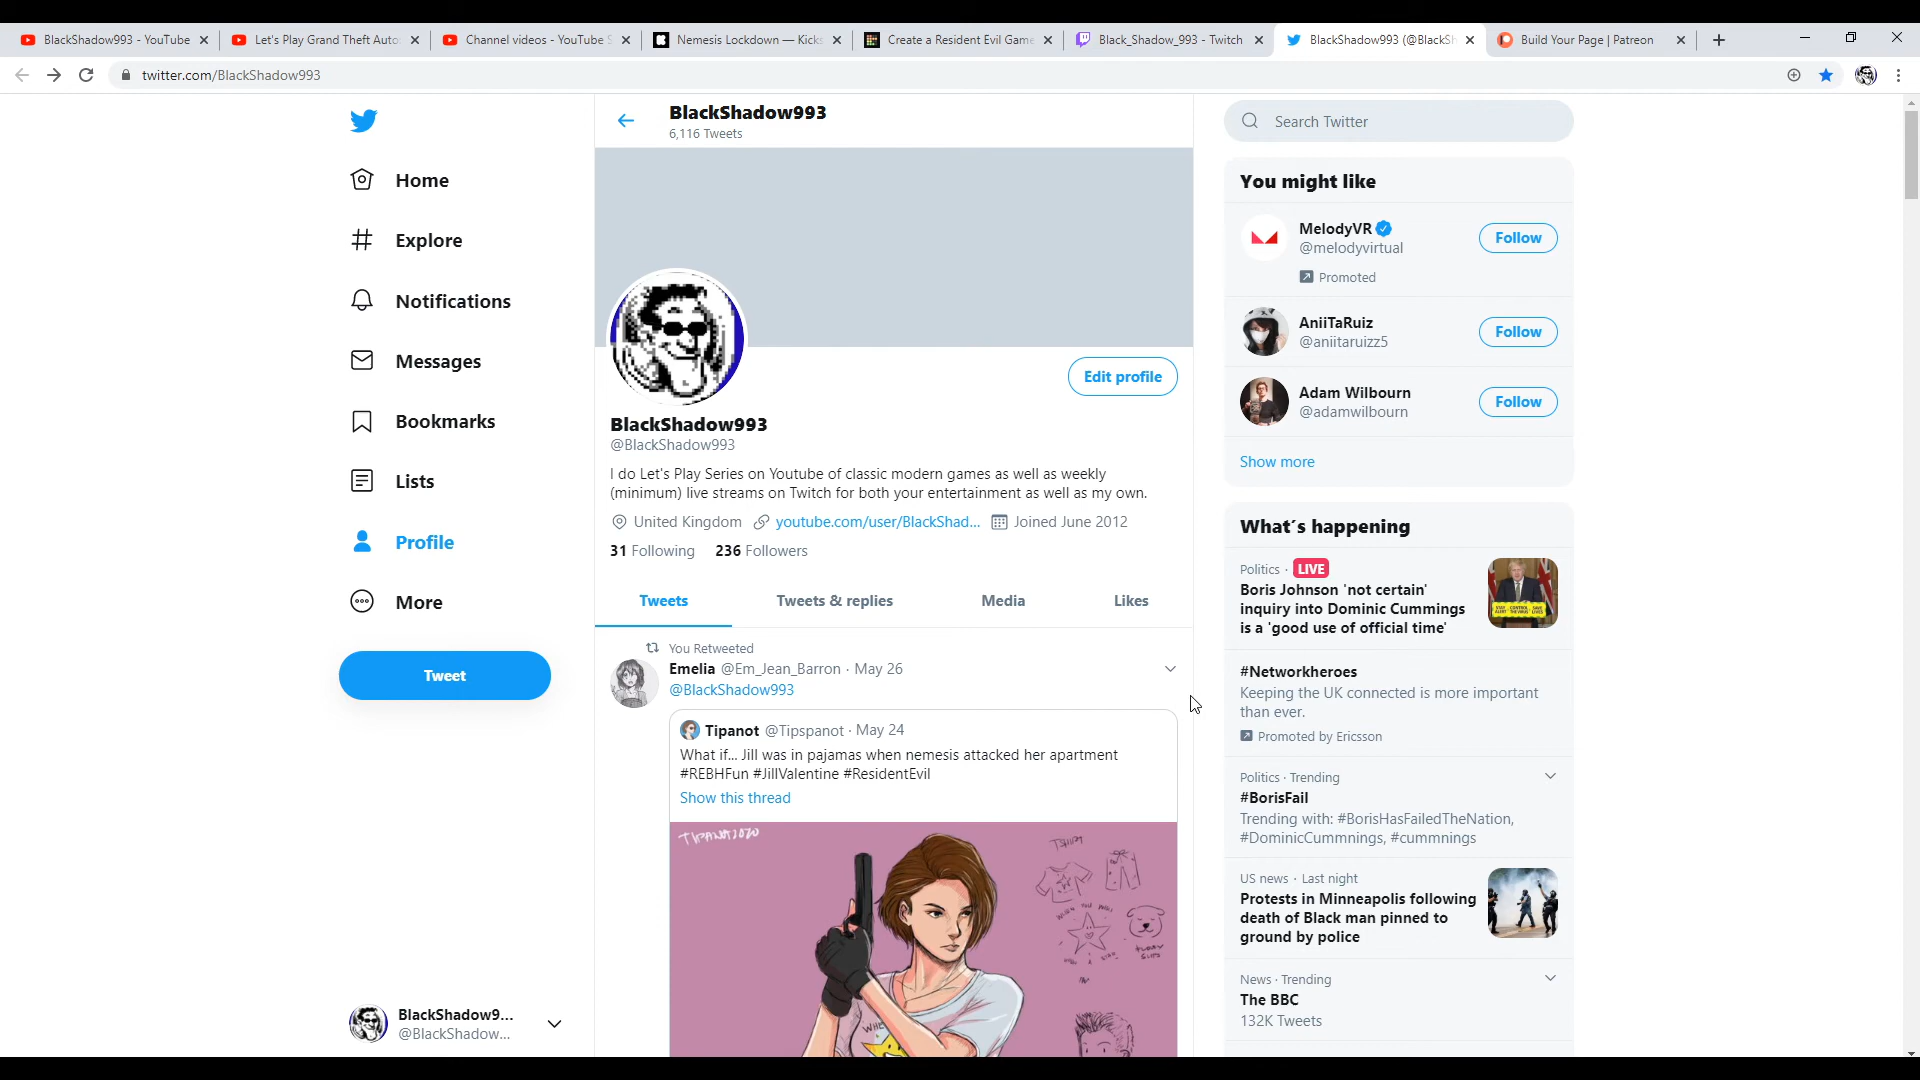 BlackShadow993 - YouTube
Let's Play Grand Theft Auto:
Channel videos - YouTube S
Nemesis Lockdown — Kicks
Create a Resident Evil Game
Black_Shadow_993 - Twitch
BlackShadow993 (@BlackSh
Build Your Page | Patreon
twitter.com/BlackShadow993
Home
Explore
Notifications
Messages
Bookmarks
Lists
Profile
More
Tweet
BlackShadow9...
@BlackShadow...
BlackShadow993
6,116 Tweets
Edit profile
BlackShadow993
@BlackShadow993
I do Let's Play Series on Youtube of classic modern games as well as weekly
(minimum) live streams on Twitch for both your entertainment as well as my own.
United Kingdom youtube.com/user/BlackShad... Joined June 2012
31 Following 236 Followers
Tweets Tweets & replies Media Likes
You Retweeted
Emelia @Em_Jean_Barron · May 26
@BlackShadow993
Tipanot @Tipspanot · May 24
What if... Jill was in pajamas when nemesis attacked her apartment
#REBHFun #JillValentine #ResidentEvil
Show this thread
TIPANOT2020
TSHIRT
Search Twitter
You might like
MelodyVR
@melodyvirtual
Promoted
Follow
AniiTaRuiz
@aniitaruizz5
Follow
Adam Wilbourn
@adamwilbourn
Follow
Show more
What's happening
Politics · LIVE
Boris Johnson 'not certain'
inquiry into Dominic Cummings
is a 'good use of official time'
#Networkheroes
Keeping the UK connected is more important
than ever.
Promoted by Ericsson
Politics · Trending
#BorisFail
Trending with: #BorisHasFailedTheNation,
#DominicCummnings, #cummnings
US news · Last night
Protests in Minneapolis following
death of Black man pinned to
ground by police
News · Trending
The BBC
132K Tweets